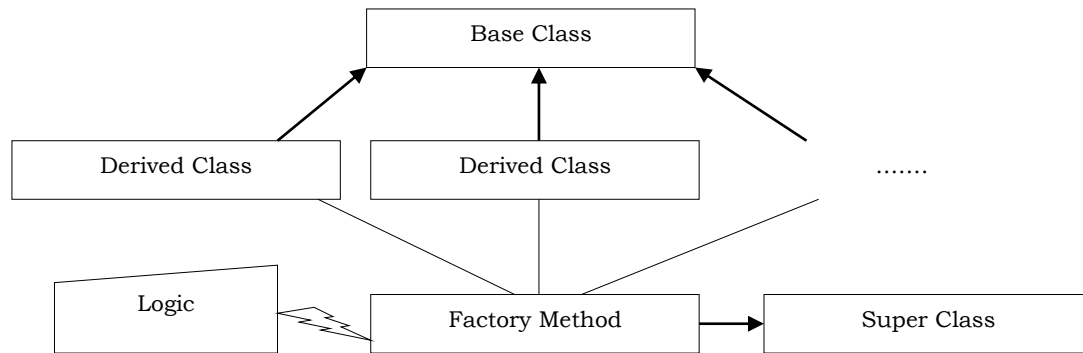 Base Class
Derived Class
Derived Class
.......
Logic
Factory Method
Super Class